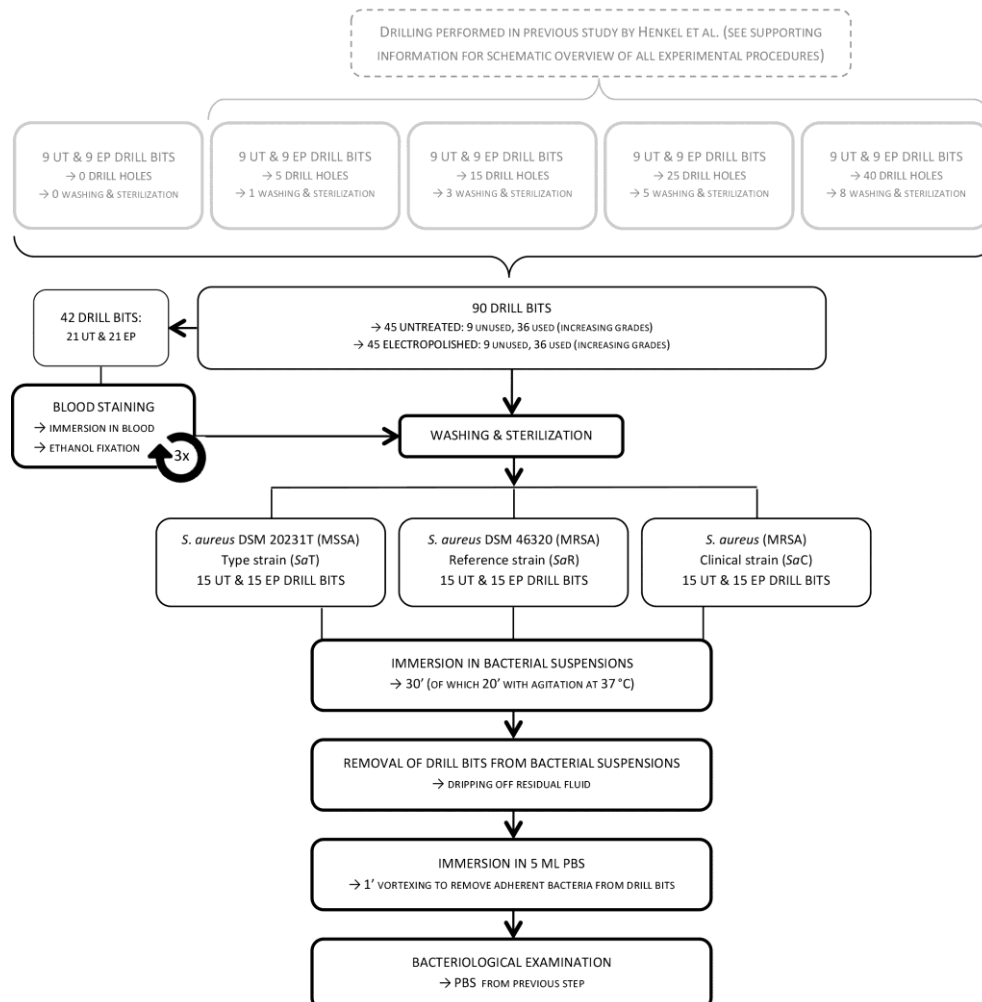 DRILLING PERFORMED IN PREVIOUS STUDY BY HENKEL ET AL. (SEE SUPPORTING
INFORMATION FOR SCHEMATIC OVERVIEW OF ALL EXPERIMENTAL PROCEDURES)
9 UT & 9 EP DRILL BITS
→ 0 DRILL HOLES
→ 0 WASHING & STERILIZATION
9 UT & 9 EP DRILL BITS
→ 5 DRILL HOLES
→ 1 WASHING & STERILIZATION
9 UT & 9 EP DRILL BITS
→ 15 DRILL HOLES
→ 3 WASHING & STERILIZATION
9 UT & 9 EP DRILL BITS
→ 25 DRILL HOLES
→ 5 WASHING & STERILIZATION
9 UT & 9 EP DRILL BITS
→ 40 DRILL HOLES
→ 8 WASHING & STERILIZATION
42 DRILL BITS:
21 UT & 21 EP
90 DRILL BITS
→ 45 UNTREATED: 9 UNUSED, 36 USED (INCREASING GRADES)
→ 45 ELECTROPOLISHED: 9 UNUSED, 36 USED (INCREASING GRADES)
BLOOD STAINING
→ IMMERSION IN BLOOD
→ ETHANOL FIXATION
3x
WASHING & STERILIZATION
S. aureus DSM 20231T (MSSA)
Type strain (SaT)
15 UT & 15 EP DRILL BITS
S. aureus DSM 46320 (MRSA)
Reference strain (SaR)
15 UT & 15 EP DRILL BITS
S. aureus (MRSA)
Clinical strain (SaC)
15 UT & 15 EP DRILL BITS
IMMERSION IN BACTERIAL SUSPENSIONS
→ 30′ (OF WHICH 20′ WITH AGITATION AT 37 °C)
REMOVAL OF DRILL BITS FROM BACTERIAL SUSPENSIONS
→ DRIPPING OFF RESIDUAL FLUID
IMMERSION IN 5 ML PBS
→ 1′ VORTEXING TO REMOVE ADHERENT BACTERIA FROM DRILL BITS
BACTERIOLOGICAL EXAMINATION
→ PBS FROM PREVIOUS STEP